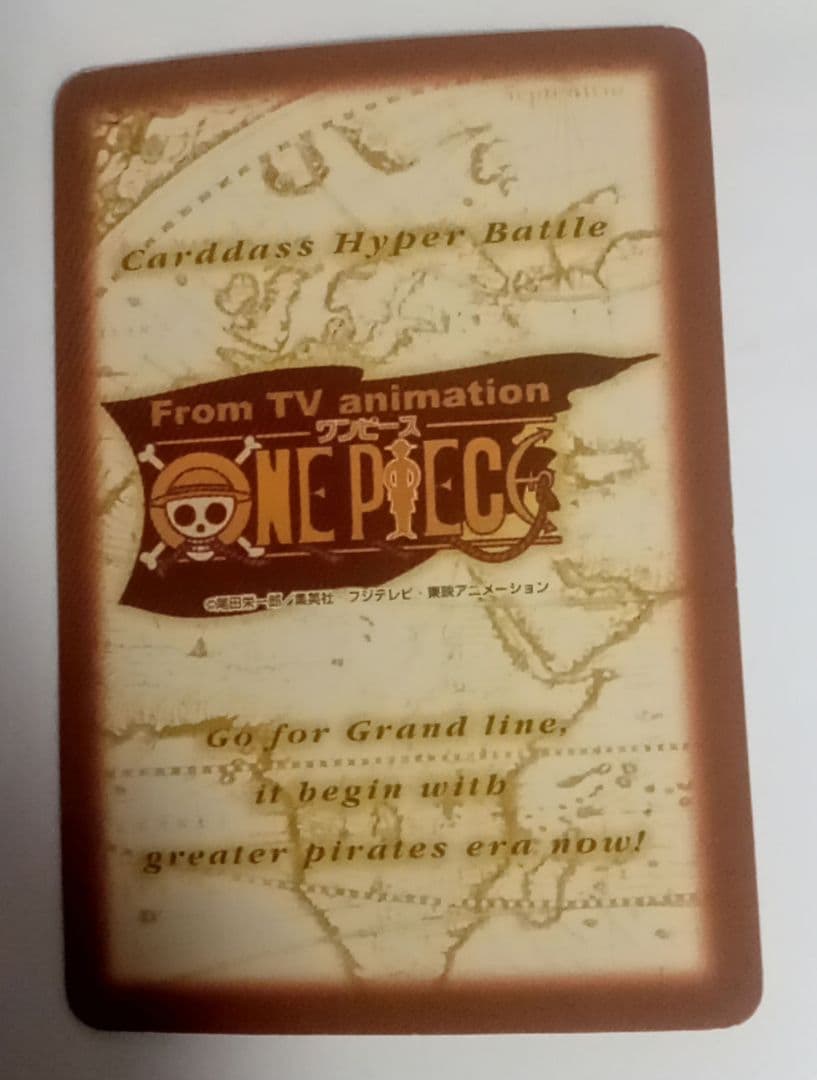 Carddass Hyper Battle
From TV animation
ワンピース
ONE PIECE
©尾田栄一郎/集英社 フジテレビ・東映アニメーション
Go for Grand line,
it begin with
greater pirates era now!